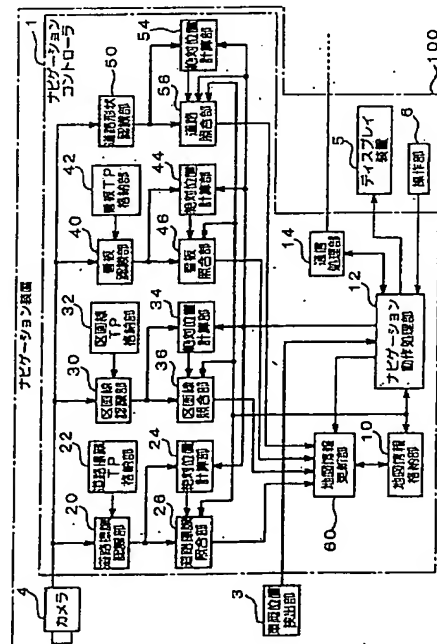 ナビゲーション装置
1
ナビゲーション
コントローラ
4
カメラ
20
道路標識
認識部
22
道路標識
TP
格納部
24
絶対位置
計算部
26
道路標識
照合部
30
区画線
認識部
32
区画線
TP
格納部
34
絶対位置
計算部
36
区画線
照合部
40
看板
認識部
42
看板TP
格納部
44
絶対位置
計算部
46
看板
照合部
50
道路形状
認識部
54
絶対位置
計算部
56
道路
照合部
3
車両位置
検出部
60
地図情報
更新部
10
地図情報
格納部
12
ナビゲーション
動作処理部
14
通信
処理部
5
ディスプレイ
装置
6
操作部
100